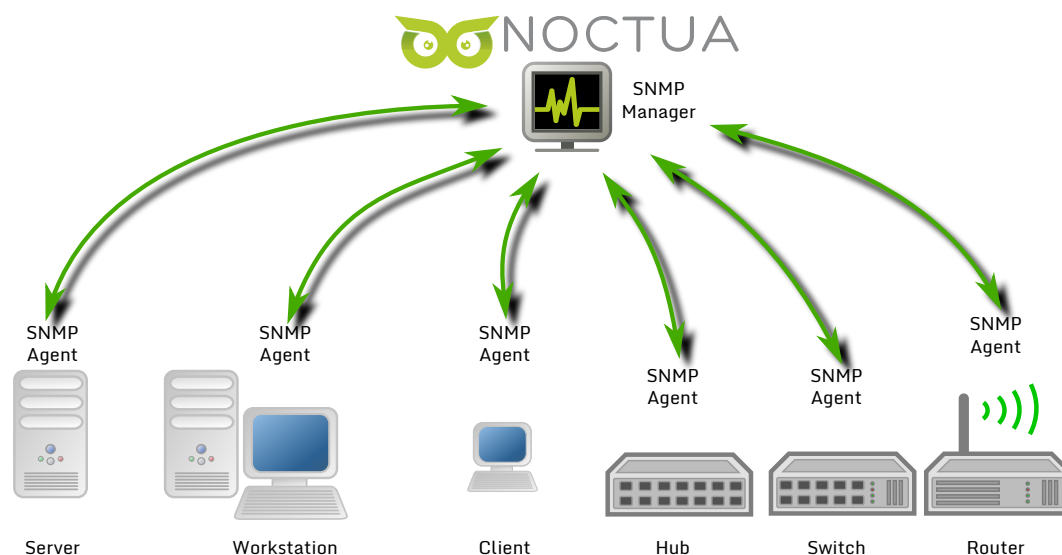 NOCTUA
SNMP
Manager
SNMP
Agent
SNMP
Agent
SNMP
Agent
SNMP
Agent
SNMP
Agent
SNMP
Agent
Server
Workstation
Client
Hub
Switch
Router